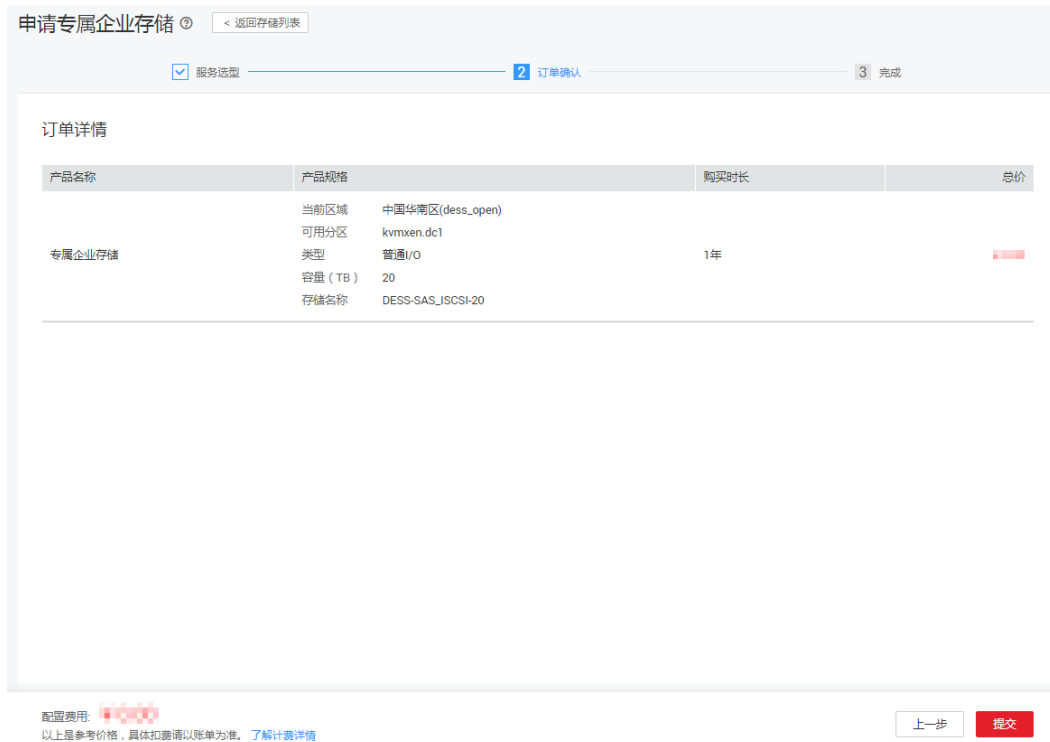 申请专属企业存储 ? < 返回存储列表
服务选型 2 订单确认 3 完成
订单详情
产品名称 产品规格 购买时长 总价
当前区域 中国华南区(dess_open)
可用分区 kvmxen.dc1
专属企业存储 类型 普通I/O 1年
容量（TB） 20
存储名称 DESS-SAS_ISCSI-20
配置费用:
以上是参考价格，具体扣费请以账单为准。 了解计费详情
上一步 提交